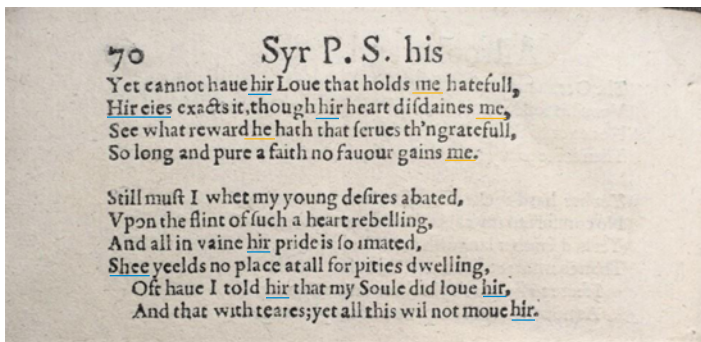 70 Syr P. S. his
Yet cannot haue hir Loue that holds me hatefull,
Hir eies exacts it, though hir heart disdaines me,
See what reward he hath that serues th'ngratefull,
So long and pure a faith no fauour gains me.
Still must I whet my young desires abated,
Vpon the flint of such a heart rebelling,
And all in vaine hir pride is so imated,
Shee yeelds no place at all for pities dwelling,
Oft haue I told hir that my Soule did loue hir,
And that with teares; yet all this wil not moue hir.